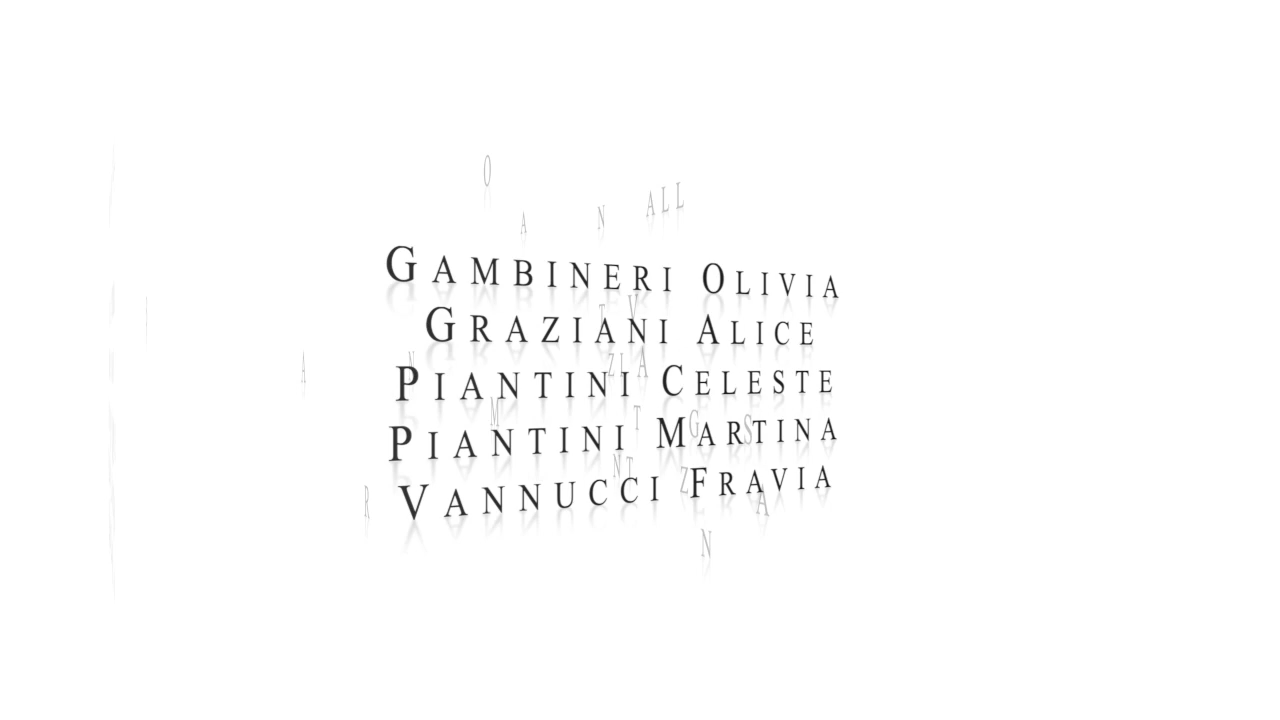 GAMBINERI OLIVIA
GRAZIANI ALICE
PIANTINI CELESTE
PIANTINI MARTINA
VANNUCCI FRAVIA